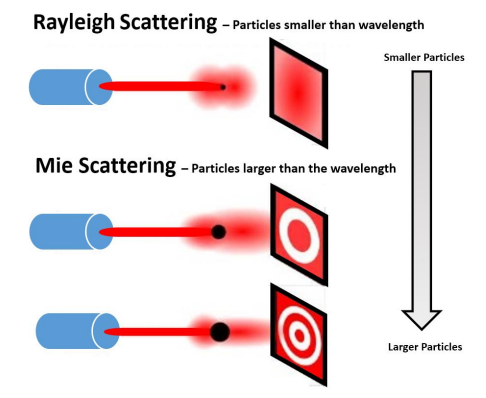 Rayleigh Scattering – Particles smaller than wavelength
Smaller Particles
Mie Scattering – Particles larger than the wavelength
Larger Particles